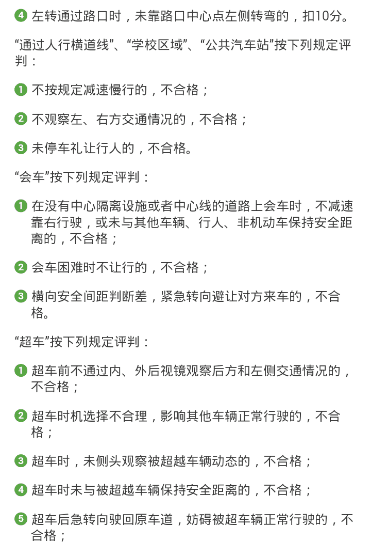 4 左转通过路口时，未靠路口中心点左侧转弯的，扣10分。
“通过人行横道线”、“学校区域”、“公共汽车站”按下列规定评
判：
1 不按规定减速慢行的，不合格；
2 不观察左、右方交通情况的，不合格；
3 未停车礼让行人的，不合格。
“会车”按下列规定评判：
1 在没有中心隔离设施或者中心线的道路上会车时，不减速
靠右行驶，或未与其他车辆、行人、非机动车保持安全距
离的，不合格；
2 会车困难时不让行的，不合格；
3 横向安全间距判断差，紧急转向避让对方来车的，不合
格。
“超车”按下列规定评判：
1 超车前不通过内、外后视镜观察后方和左侧交通情况的，
不合格；
2 超车时机选择不合理，影响其他车辆正常行驶的，不合
格；
3 超车时，未侧头观察被超越车辆动态的，不合格；
4 超车时未与被超越车辆保持安全距离的，不合格；
5 超车后急转向驶回原车道，妨碍被超车辆正常行驶的，不
合格；